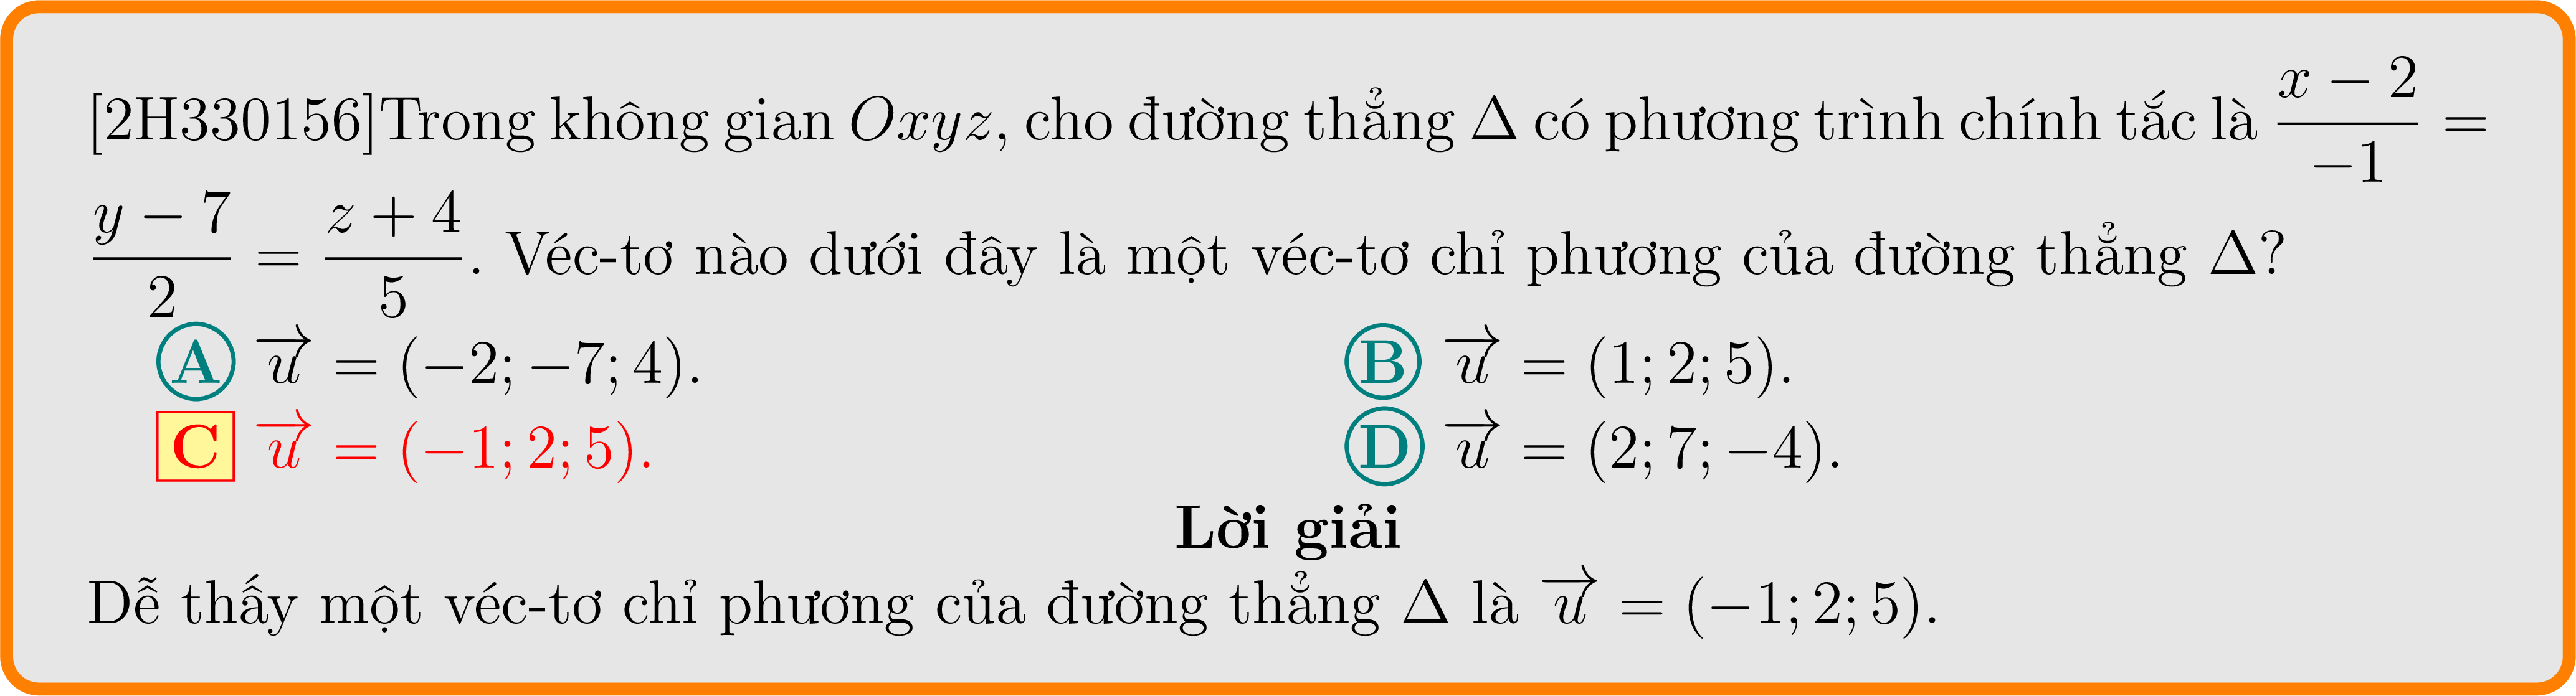 [2H330156]Trong không gian Oxyz, cho đường thẳng Δ có phương trình chính tắc là \frac{x − 2}{−1} =
\frac{y − 7}{2} = \frac{z + 4}{5}. Véc-tơ nào dưới đây là một véc-tơ chỉ phương của đường thẳng Δ?
A \overrightarrow{u} = (−2; −7; 4). B \overrightarrow{u} = (1; 2; 5).
C \overrightarrow{u} = (−1; 2; 5). D \overrightarrow{u} = (2; 7; −4).
Lời giải
Dễ thấy một véc-tơ chỉ phương của đường thẳng Δ là \overrightarrow{u} = (−1; 2; 5).